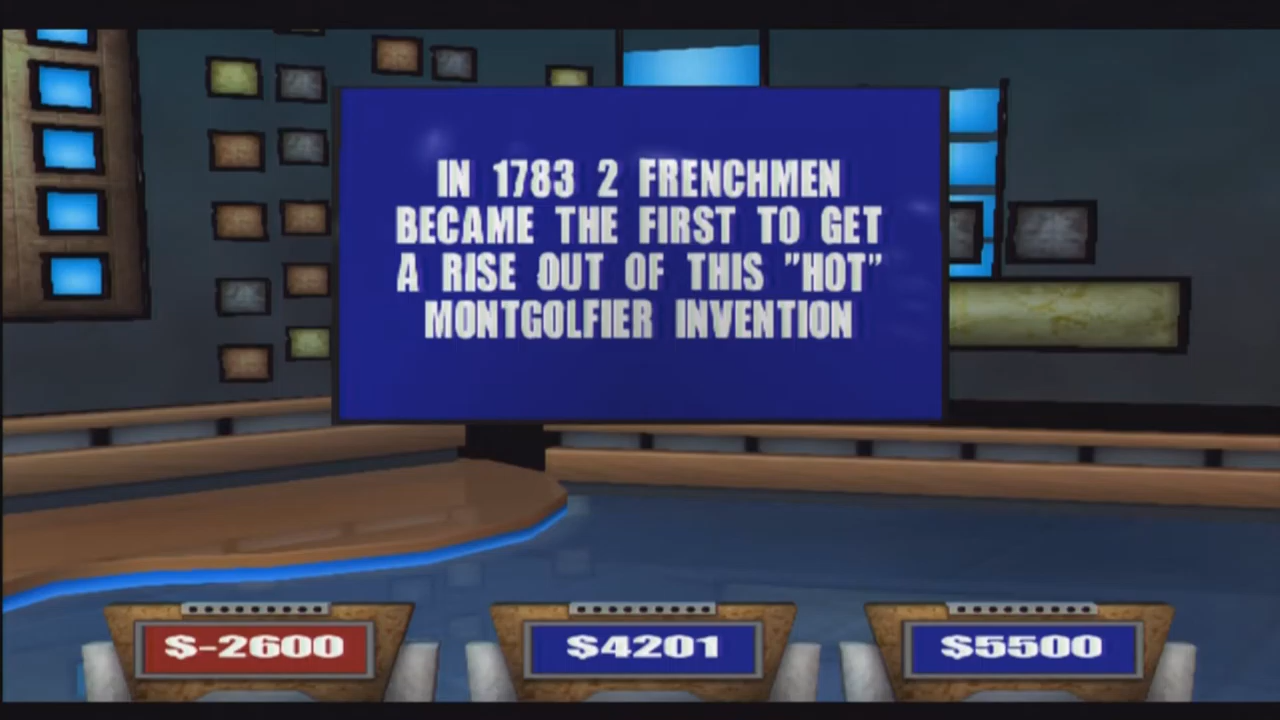 IN 1783 2 FRENCHMEN
BECAME THE FIRST TO GET
A RISE OUT OF THIS "HOT"
MONTGOLFIER INVENTION
$-2600
$4201
$5500